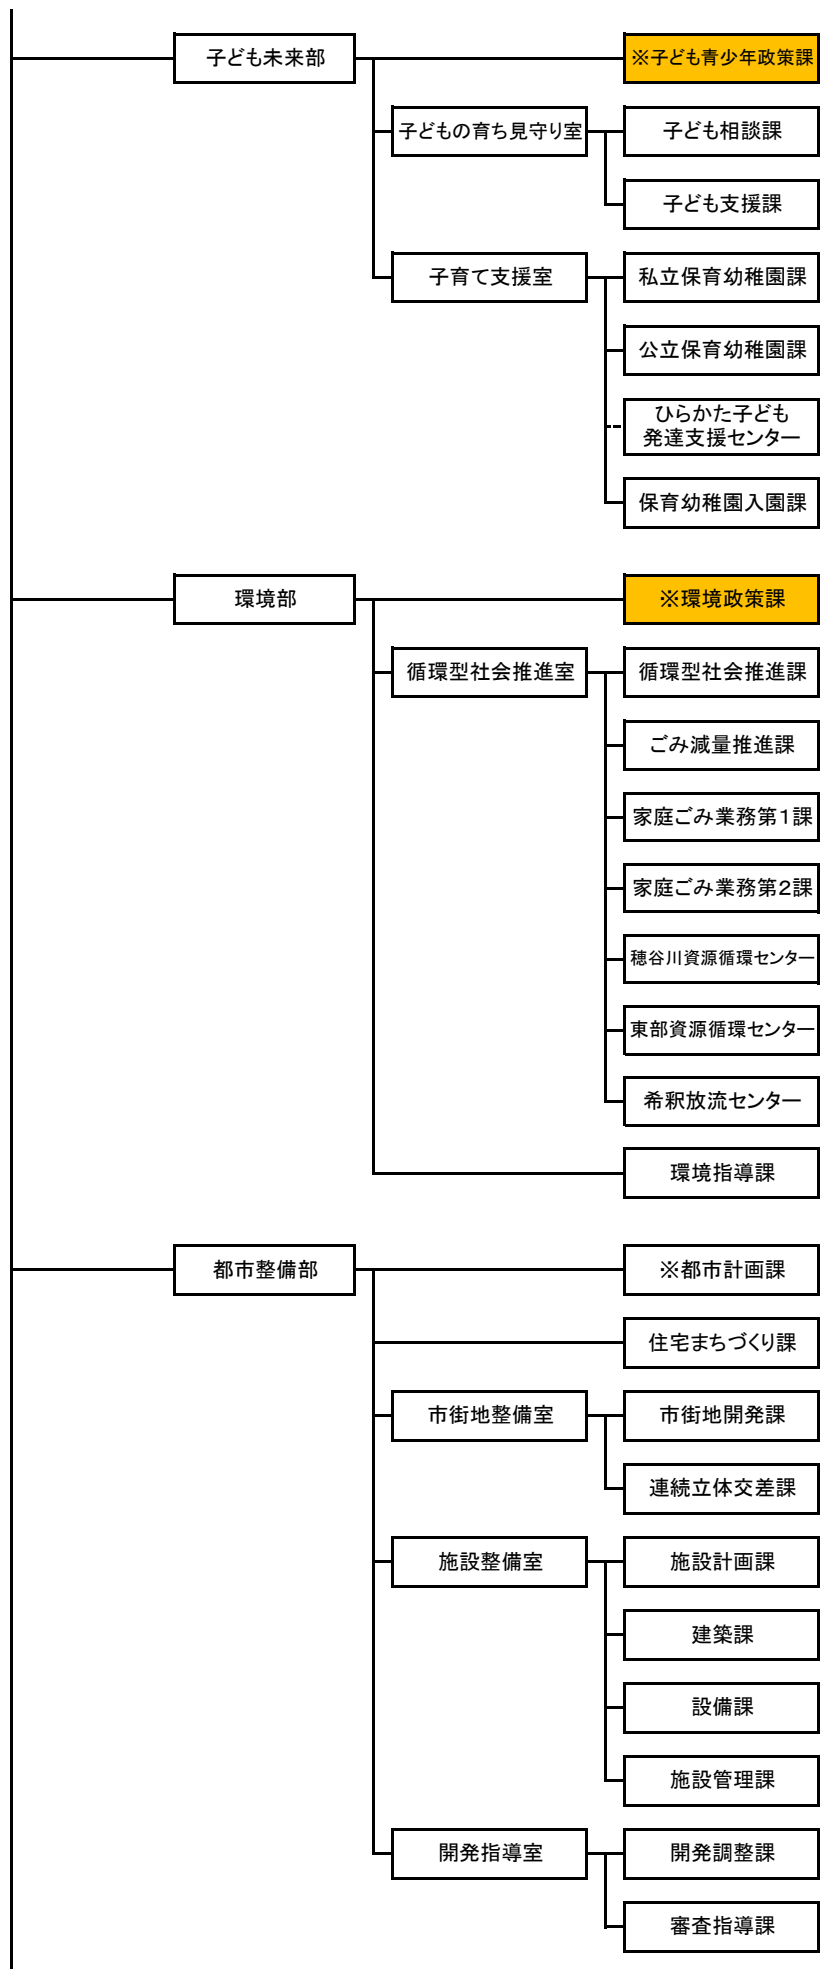 子ども未来部
※子ども青少年政策課
子どもの育ち見守り室
子ども相談課
子ども支援課
子育て支援室
私立保育幼稚園課
公立保育幼稚園課
ひらかた子ども
発達支援センター
保育幼稚園入園課
環境部
※環境政策課
循環型社会推進室
循環型社会推進課
ごみ減量推進課
家庭ごみ業務第1課
家庭ごみ業務第2課
穂谷川資源循環センター
東部資源循環センター
希釈放流センター
環境指導課
都市整備部
※都市計画課
住宅まちづくり課
市街地整備室
市街地開発課
連続立体交差課
施設整備室
施設計画課
建築課
設備課
施設管理課
開発指導室
開発調整課
審査指導課